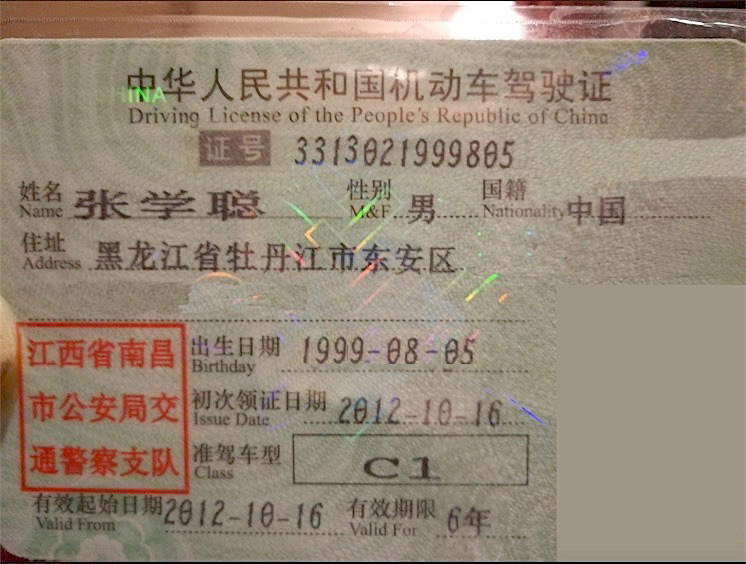 中华人民共和国机动车驾驶证
INA
Driving License of the People's Republic of China
证号 3313021999805
姓名 张学聪 性别 男 国籍 中国
Name M&F Nationality
住址 黑龙江省牡丹江市东安区
Address
江西省南昌
市公安局交
通警察支队
出生日期 1999-08-05
Birthday
初次领证日期 2012-10-16
Issue Date
准驾车型 C1
Class
有效起始日期 2012-10-16 有效期限 6年
Valid From Valid For